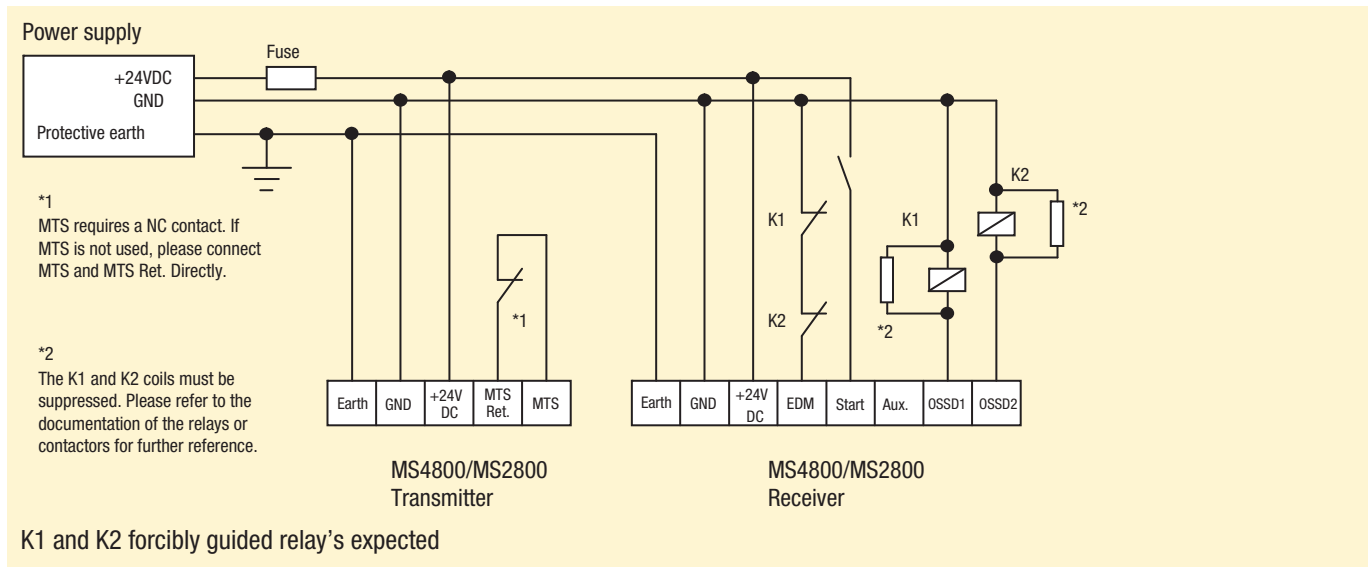 Power supply
Fuse
+24VDC
GND
Protective earth
*1
MTS requires a NC contact. If
MTS is not used, please connect
MTS and MTS Ret. Directly.
*2
The K1 and K2 coils must be
suppressed. Please refer to the
documentation of the relays or
contactors for further reference.
*1
K1
K2
K1
*2
K2
*2
Earth GND +24V DC MTS Ret. MTS
Earth GND +24V DC EDM Start Aux. OSSD1 OSSD2
MS4800/MS2800
Transmitter
MS4800/MS2800
Receiver
K1 and K2 forcibly guided relay's expected